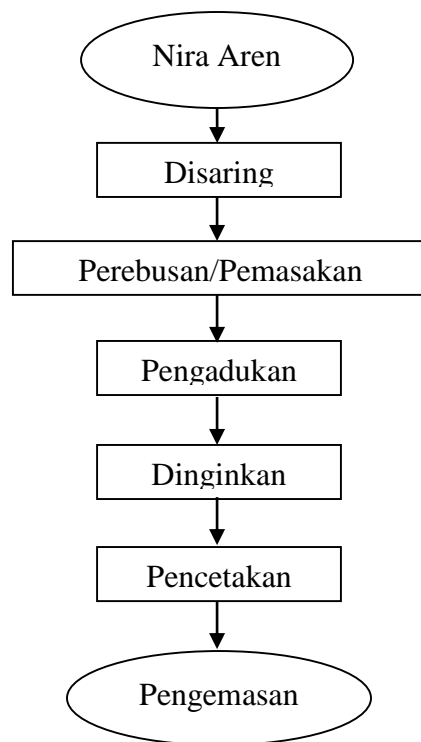 Nira Aren
Disaring
Perebusan/Pemasakan
Pengadukan
Dinginkan
Pencetakan
Pengemasan